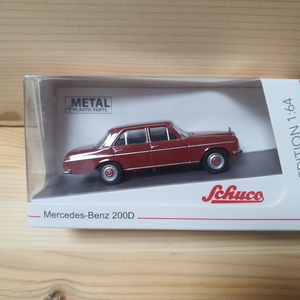 METAL
PLASTIC PARTS
Schuco
EDITION 1:64
Mercedes-Benz 200D